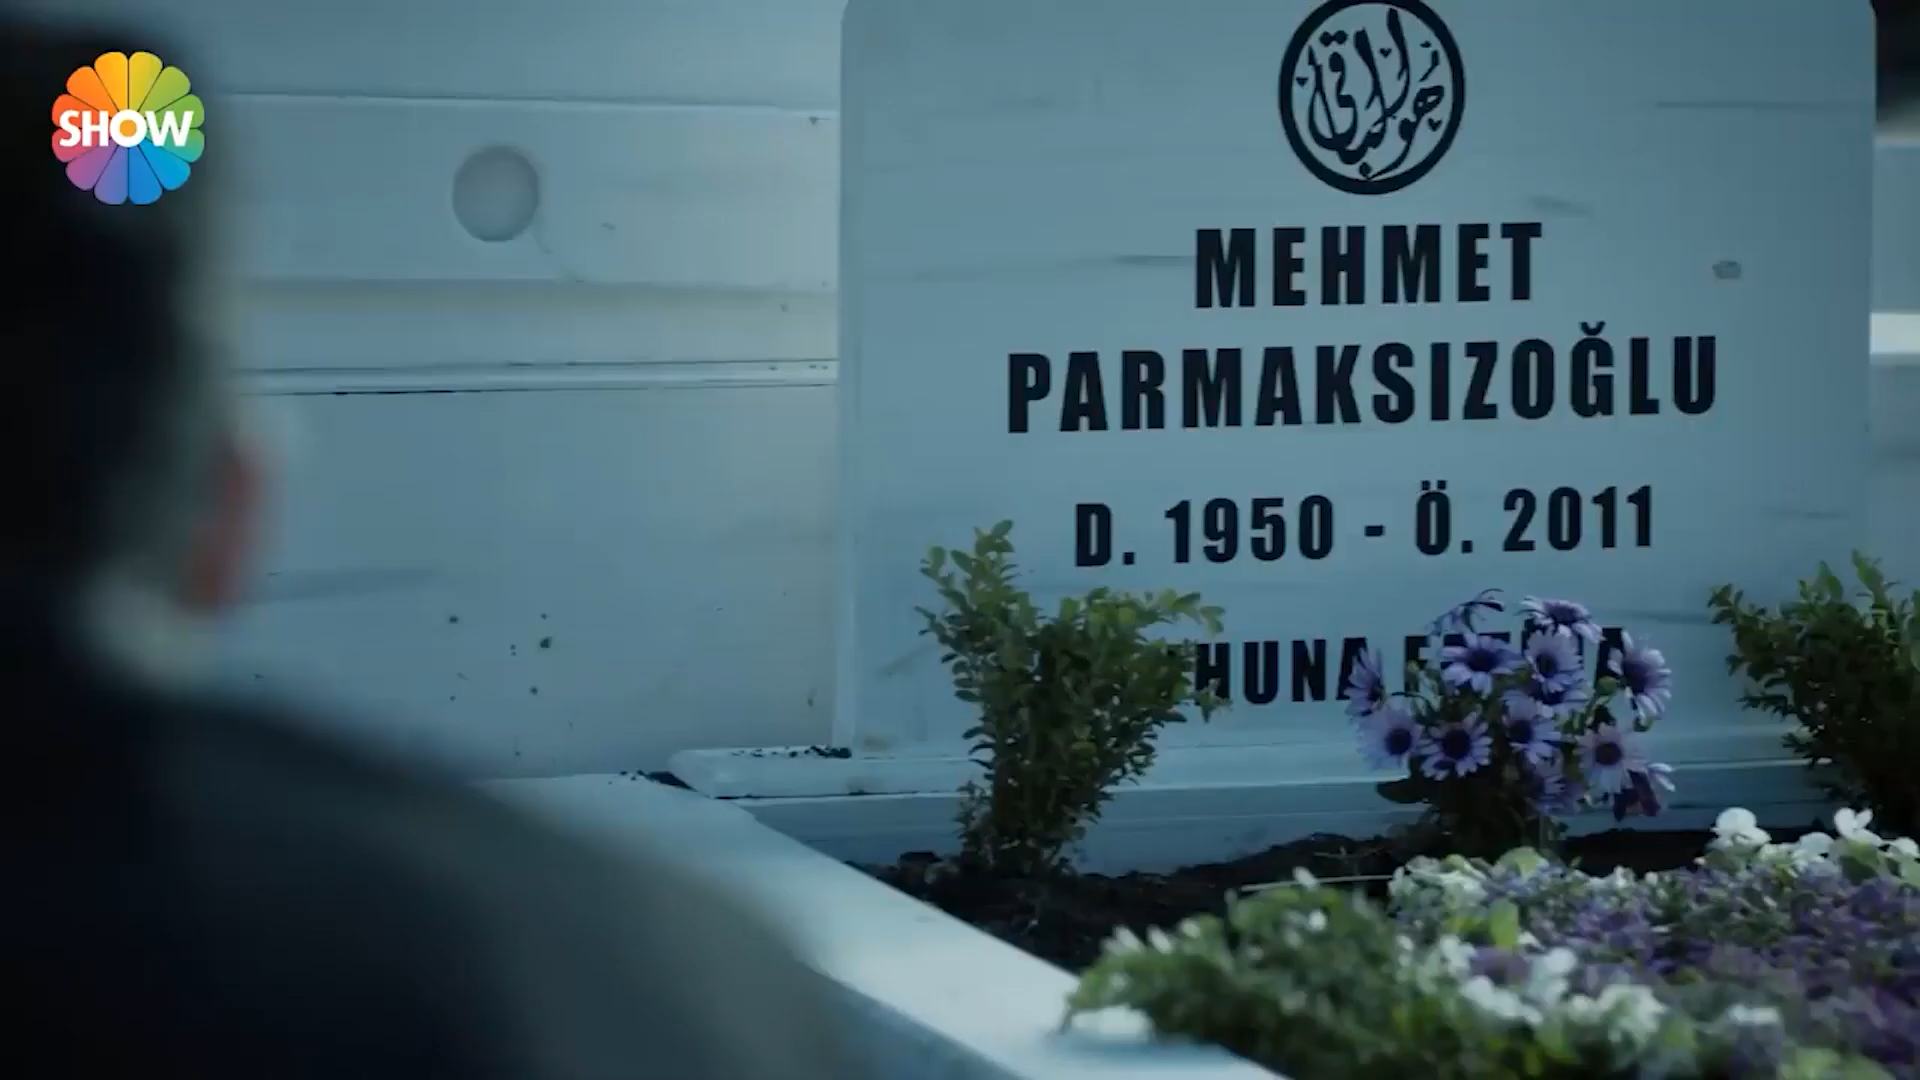 SHOW
هو الباقي
MEHMET
PARMAKSIZOĞLU
D. 1950 - Ö. 2011